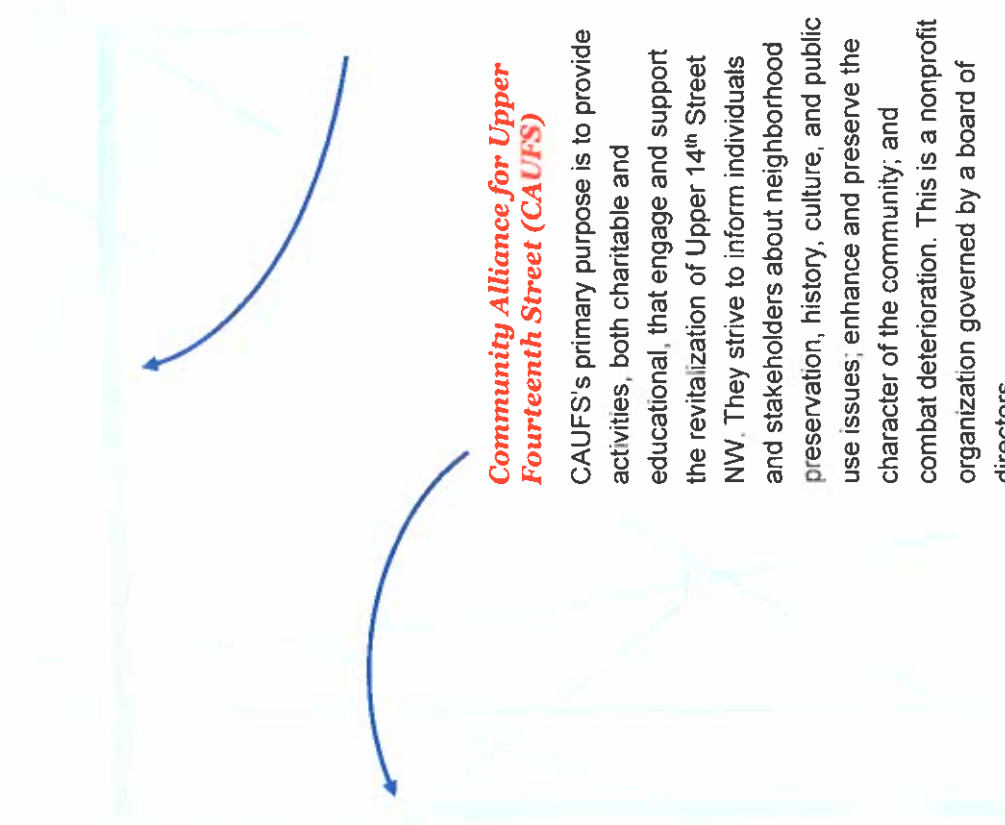 Community Alliance for Upper
Fourteenth Street (CAUFS)
CAUFS's primary purpose is to provide
activities, both charitable and
educational, that engage and support
the revitalization of Upper 14th Street
NW. They strive to inform individuals
and stakeholders about neighborhood
preservation, history, culture, and public
use issues; enhance and preserve the
character of the community; and
combat deterioration. This is a nonprofit
organization governed by a board of
directors